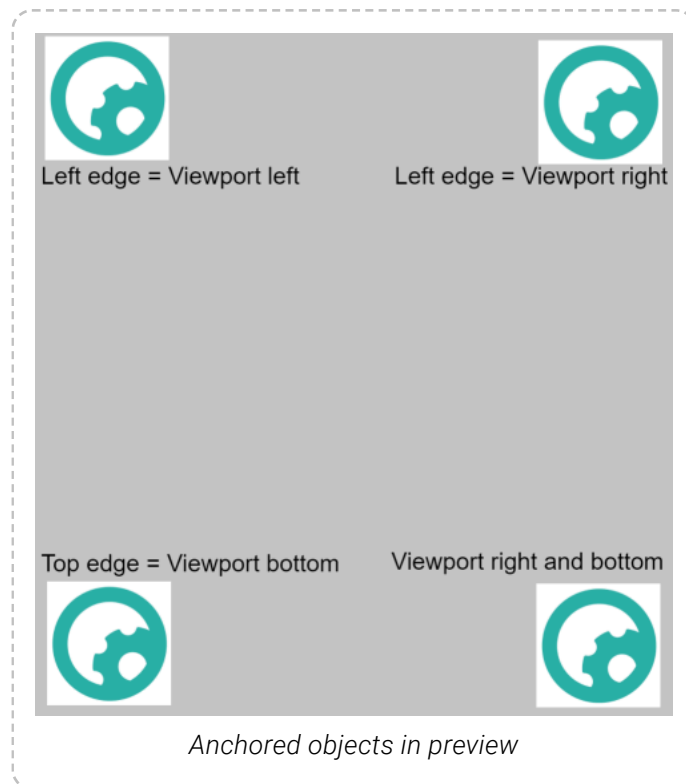 Left edge = Viewport left
Left edge = Viewport right
Top edge = Viewport bottom
Viewport right and bottom
Anchored objects in preview